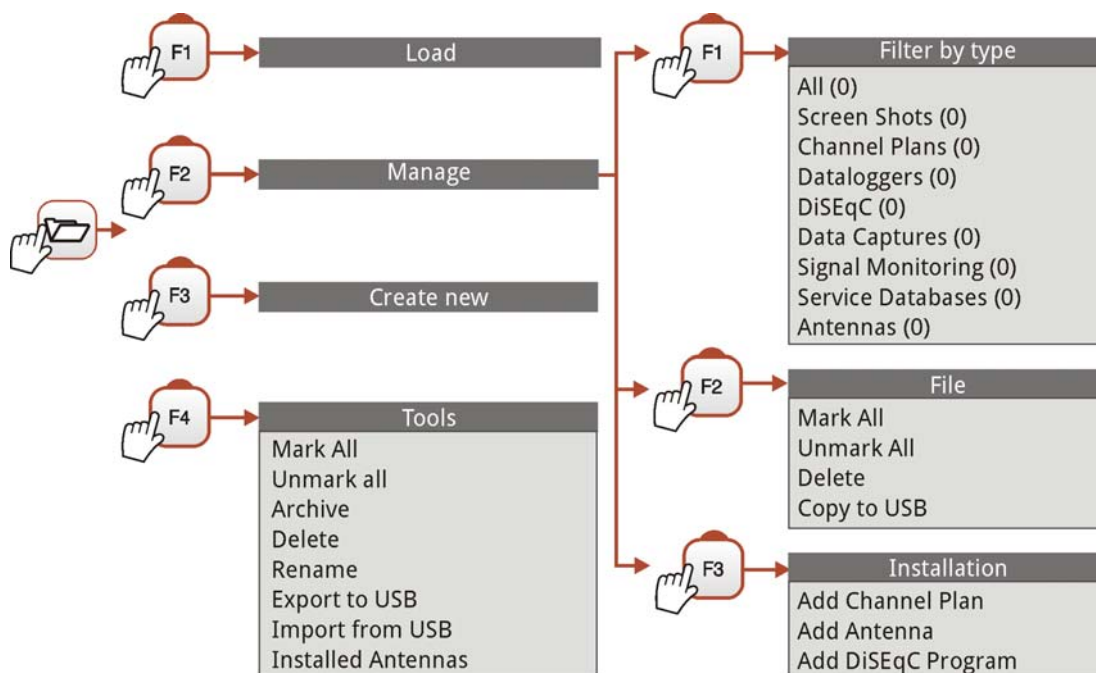 F1
Load
F2
Manage
F3
Create new
F4
Tools
Mark All
Unmark all
Archive
Delete
Rename
Export to USB
Import from USB
Installed Antennas
F1
Filter by type
All (0)
Screen Shots (0)
Channel Plans (0)
Dataloggers (0)
DiSEqC (0)
Data Captures (0)
Signal Monitoring (0)
Service Databases (0)
Antennas (0)
F2
File
Mark All
Unmark All
Delete
Copy to USB
F3
Installation
Add Channel Plan
Add Antenna
Add DiSEqC Program